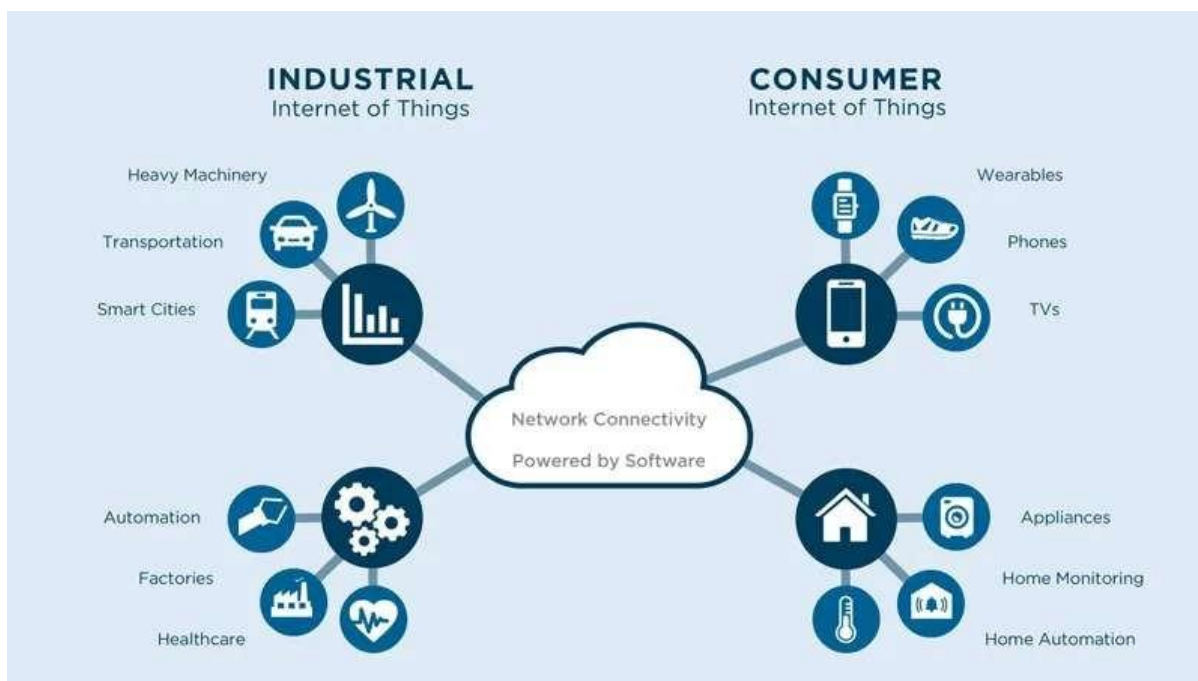 INDUSTRIAL
Internet of Things
CONSUMER
Internet of Things
Heavy Machinery
Transportation
Smart Cities
Wearables
Phones
TVs
Network Connectivity
Powered by Software
Automation
Factories
Healthcare
Appliances
Home Monitoring
Home Automation